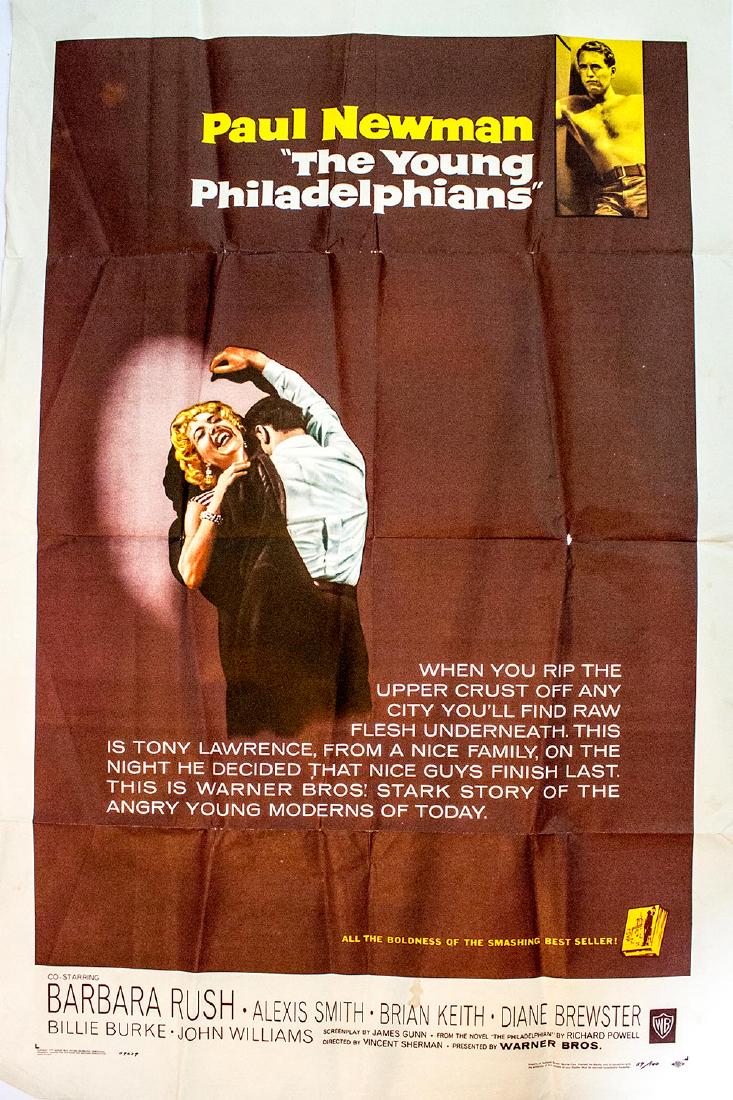 Paul Newman
"The Young
Philadelphians"
WHEN YOU RIP THE
UPPER CRUST OFF ANY
CITY YOU'LL FIND RAW
FLESH UNDERNEATH. THIS
IS TONY LAWRENCE, FROM A NICE FAMILY, ON THE
NIGHT HE DECIDED THAT NICE GUYS FINISH LAST.
THIS IS WARNER BROS.' STARK STORY OF THE
ANGRY YOUNG MODERNS OF TODAY.
ALL THE BOLDNESS OF THE SMASHING BEST SELLER!
CO-STARRING
BARBARA RUSH • ALEXIS SMITH • BRIAN KEITH • DIANE BREWSTER
BILLIE BURKE • JOHN WILLIAMS
SCREENPLAY BY JAMES GUNN • FROM THE NOVEL "THE PHILADELPHIAN" BY RICHARD POWELL
DIRECTED BY VINCENT SHERMAN • PRESENTED BY WARNER BROS.
WB